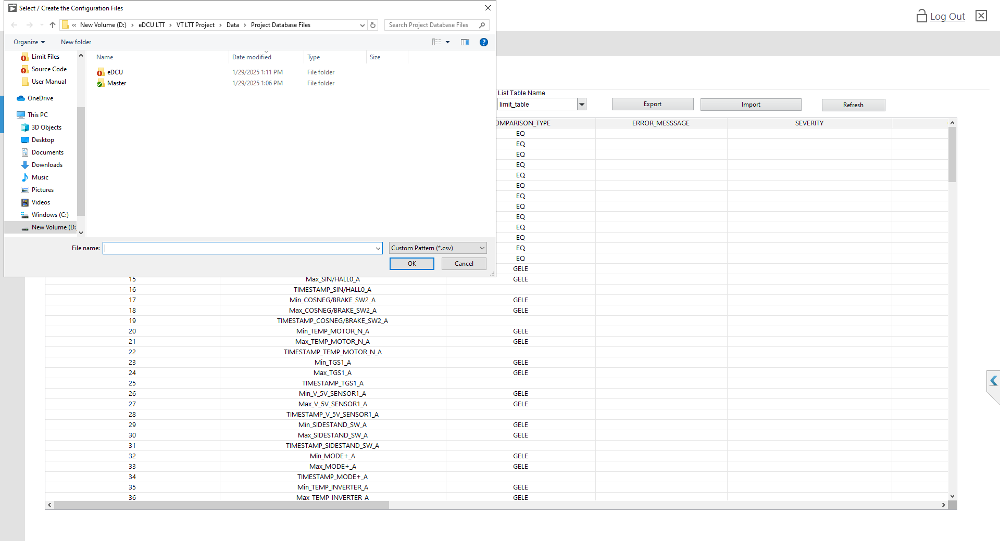 Select / Create the Configuration Files
Log Out
« New Volume (D:) › eDCU LTT › VT LTT Project › Data › Project Database Files
Search Project Database Files
Organize
New folder
Limit Files
Source Code
User Manual
OneDrive
This PC
3D Objects
Desktop
Documents
Downloads
Music
Pictures
Videos
Windows (C:)
New Volume (D:
Name Date modified Type Size
eDCU 1/29/2025 1:11 PM File folder
Master 1/29/2025 1:06 PM File folder
File name:
Custom Pattern (*.csv)
OK
Cancel
List Table Name
limit_table
Export
Import
Refresh
OMPARISON_TYPE ERROR_MESSSAGE SEVERITY
EQ
EQ
EQ
EQ
EQ
EQ
EQ
EQ
EQ
EQ
EQ
EQ
EQ
GELE
15 Max_SIN/HALL0_A GELE
16 TIMESTAMP_SIN/HALL0_A
17 Min_COSNEG/BRAKE_SW2_A GELE
18 Max_COSNEG/BRAKE_SW2_A GELE
19 TIMESTAMP_COSNEG/BRAKE_SW2_A
20 Min_TEMP_MOTOR_N_A GELE
21 Max_TEMP_MOTOR_N_A GELE
22 TIMESTAMP_TEMP_MOTOR_N_A
23 Min_TGS1_A GELE
24 Max_TGS1_A GELE
25 TIMESTAMP_TGS1_A
26 Min_V_5V_SENSOR1_A GELE
27 Max_V_5V_SENSOR1_A GELE
28 TIMESTAMP_V_5V_SENSOR1_A
29 Min_SIDESTAND_SW_A GELE
30 Max_SIDESTAND_SW_A GELE
31 TIMESTAMP_SIDESTAND_SW_A
32 Min_MODE+_A GELE
33 Max_MODE+_A GELE
34 TIMESTAMP_MODE+_A
35 Min_TEMP_INVERTER_A GELE
36 Max_TEMP_INVERTER_A GELE